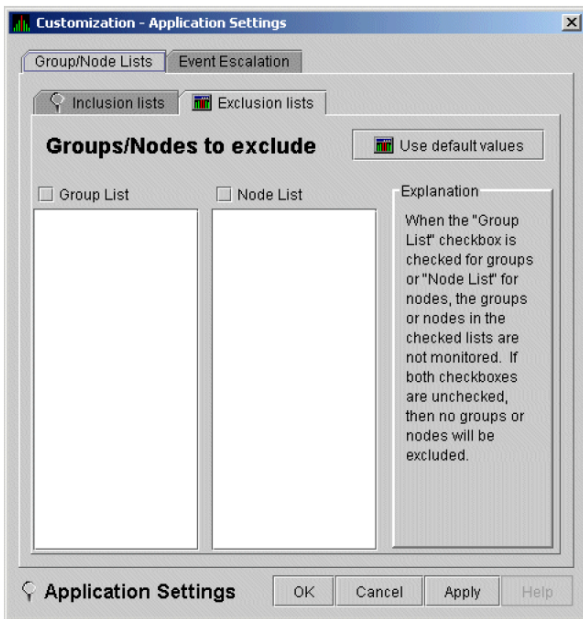 Customization - Application Settings
Group/Node Lists Event Escalation
Inclusion lists Exclusion lists
Groups/Nodes to exclude Use default values
Group List Node List Explanation
When the "Group
List" checkbox is
checked for groups
or "Node List" for
nodes, the groups
or nodes in the
checked lists are
not monitored. If
both checkboxes
are unchecked,
then no groups or
nodes will be
excluded.
Application Settings OK Cancel Apply Help